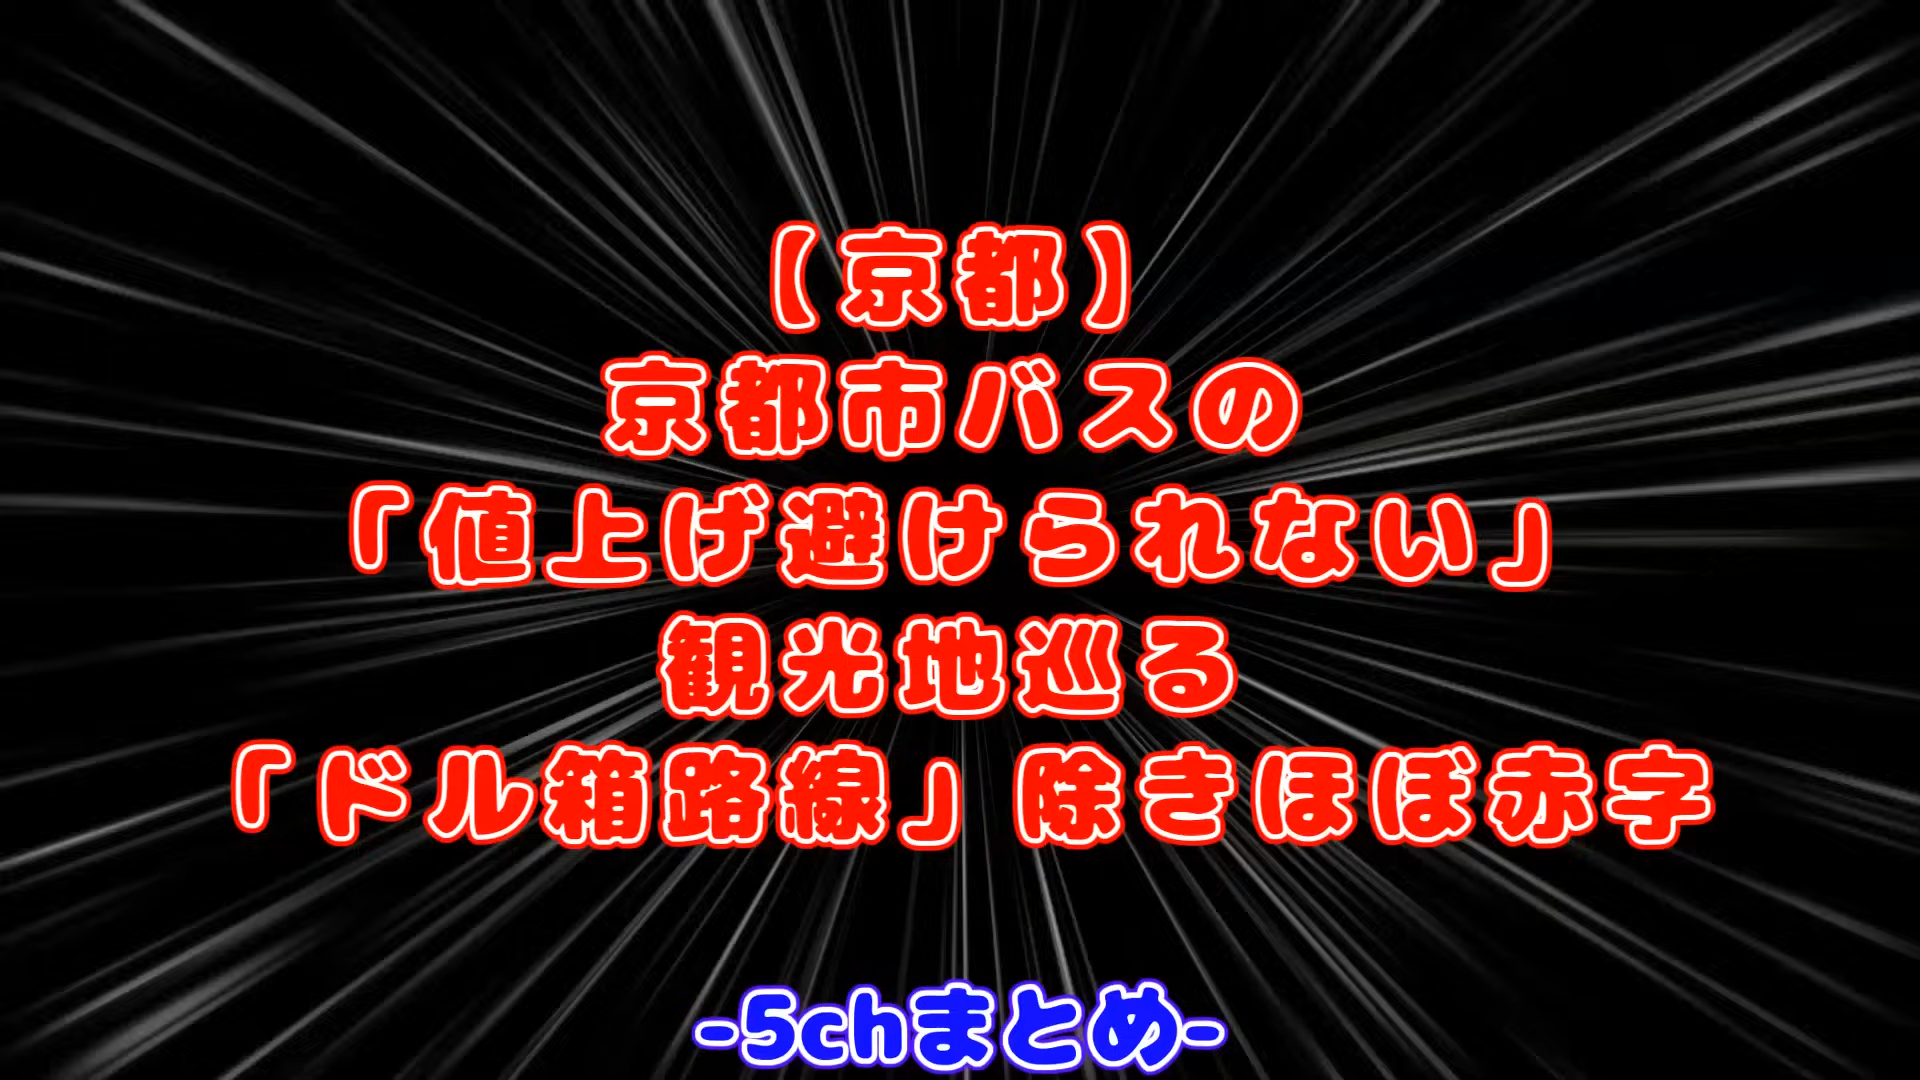 【京都】
京都市バスの
「値上げ避けられない」
観光地巡る
「ドル箱路線」除きほぼ赤字
-5chまとめ-